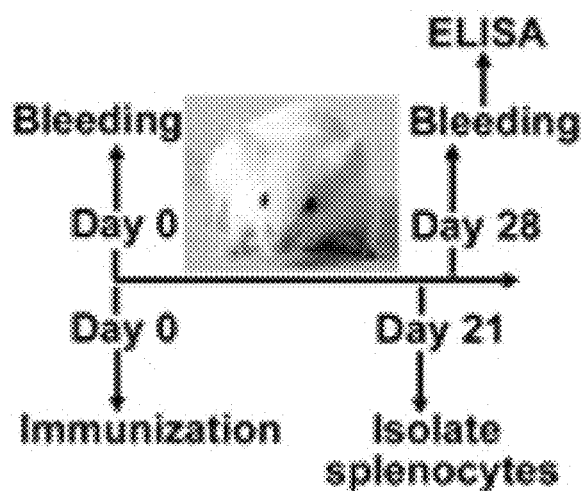 ELISA
Bleeding
Bleeding
Day 0
Day 28
Day 0
Day 21
Immunization
Isolate
splenocytes